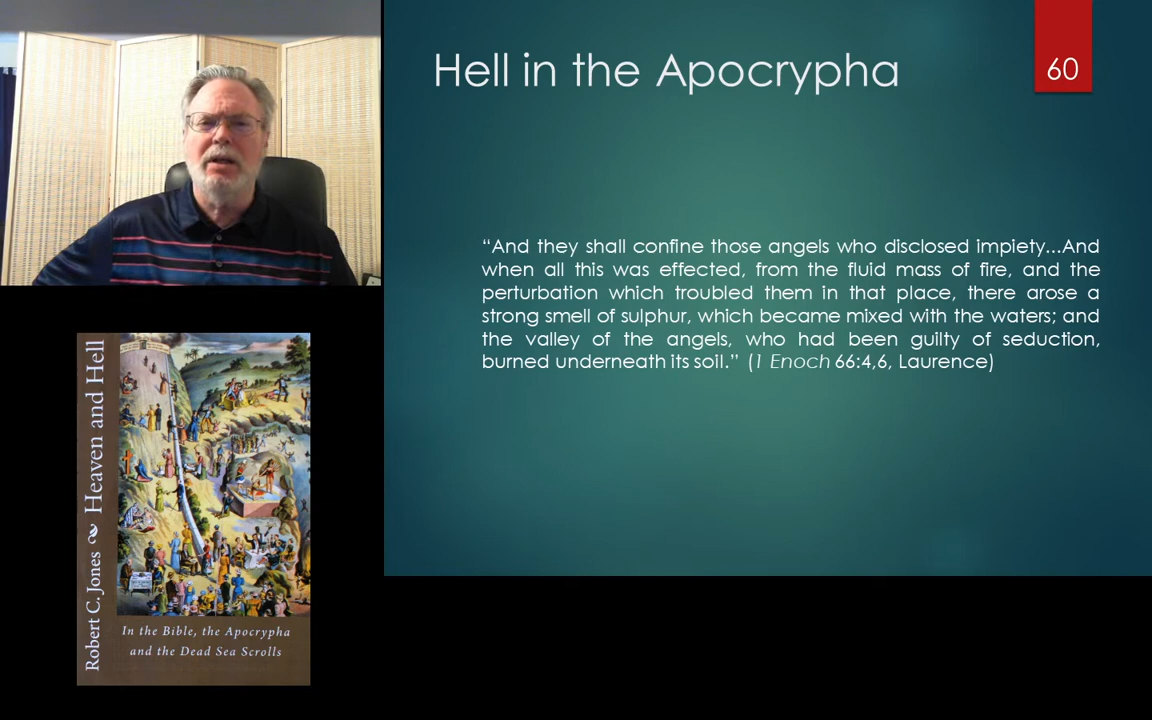 Hell in the Apocrypha
60
“And they shall confine those angels who disclosed impiety...And
when all this was effected, from the fluid mass of fire, and the
perturbation which troubled them in that place, there arose a
strong smell of sulphur, which became mixed with the waters; and
the valley of the angels, who had been guilty of seduction,
burned underneath its soil.” (1 Enoch 66:4,6, Laurence)
Robert C. Jones Heaven and Hell
In the Bible, the Apocrypha
and the Dead Sea Scrolls